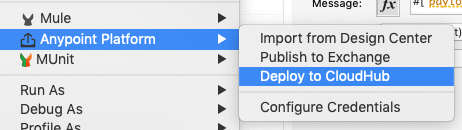 Mule
Message:
fx
#[ payl
Anypoint Platform
Import from Design Center
MUnit
Publish to Exchange
Deploy to CloudHub
Run As
Debug As
Configure Credentials
Profile As